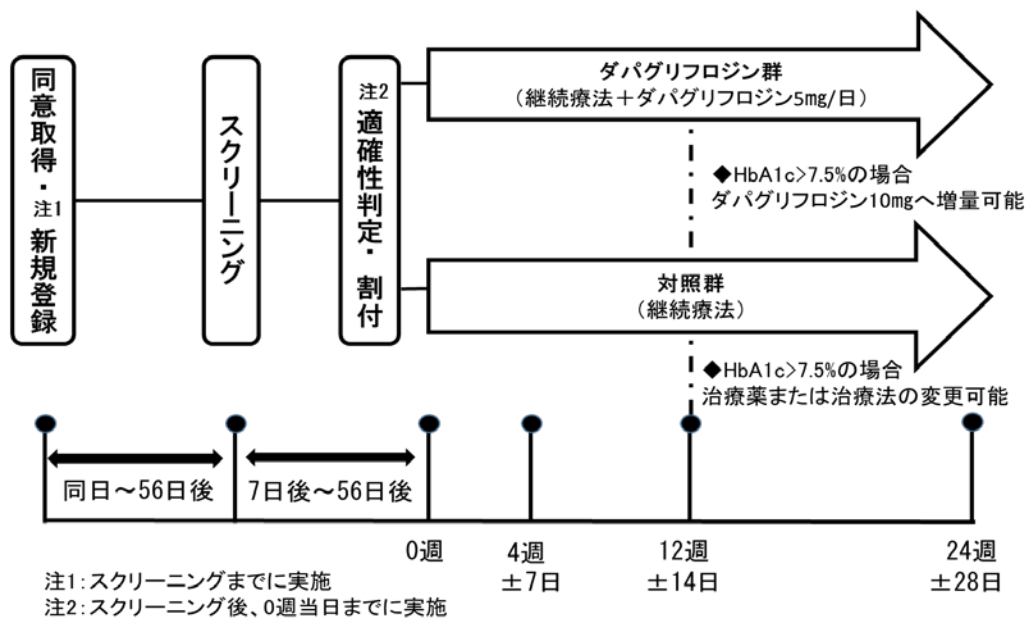 同意取得・注1新規登録
スクリーニング
注2
適確性判定・割付
ダパグリフロジン群
(継続療法＋ダパグリフロジン5㎎/日)
◆HbA1c>7.5%の場合
ダパグリフロジン10㎎へ増量可能
対照群
(継続療法)
◆HbA1c>7.5%の場合
治療薬または治療法の変更可能
同日～56日後
7日後～56日後
0週
4週
±7日
12週
±14日
24週
±28日
注1:スクリーニングまでに実施
注2:スクリーニング後、0週当日までに実施